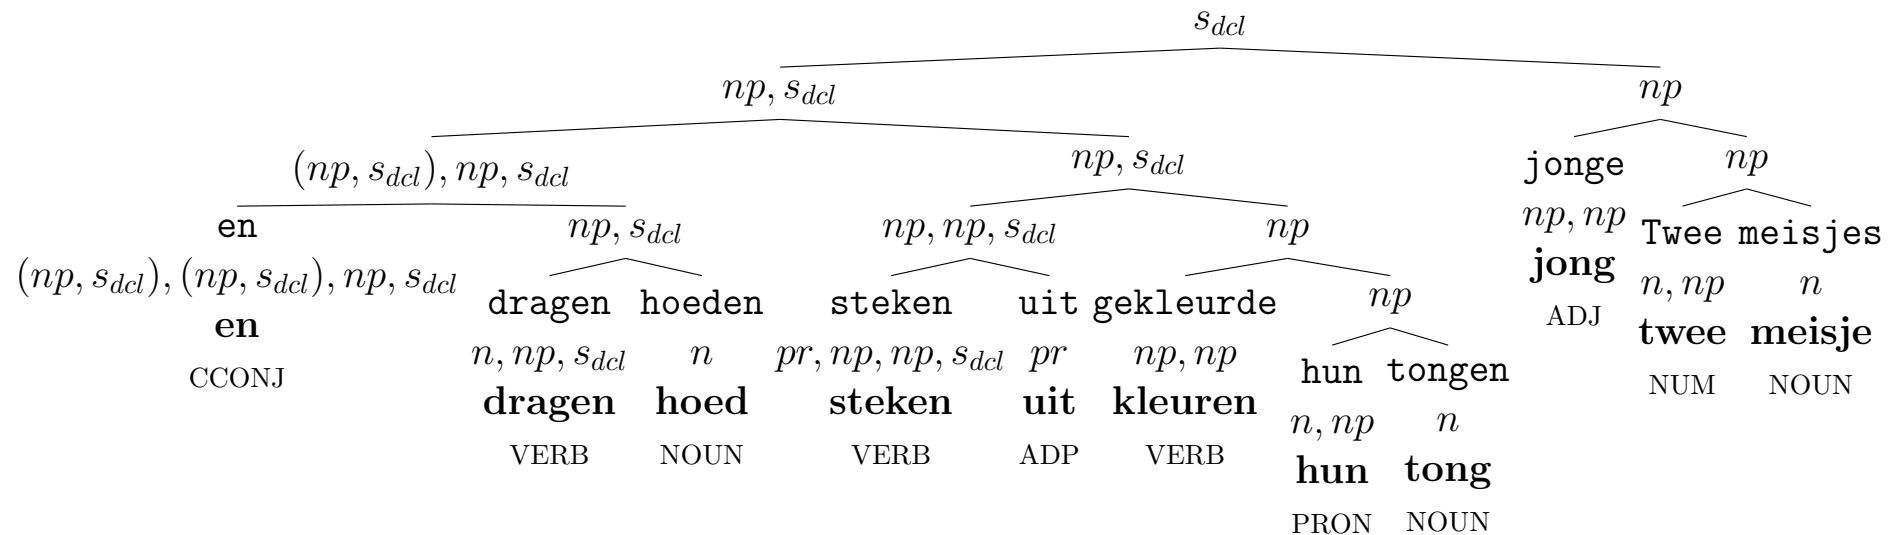 s_dcl
np, s_dcl np
(np, s_dcl), np, s_dcl np, s_dcl jonge np
en np, s_dcl np, np, s_dcl np np, np Twee meisjes
(np, s_dcl), (np, s_dcl), np, s_dcl dragen hoeden steken uit gekleurde np jong n, np n
en n, np, s_dcl n pr, np, np, s_dcl pr np, np hun tongen ADJ twee meisje
CCONJ dragen hoed steken uit kleuren n, np n NUM NOUN
VERB NOUN VERB ADP VERB hun tong
PRON NOUN